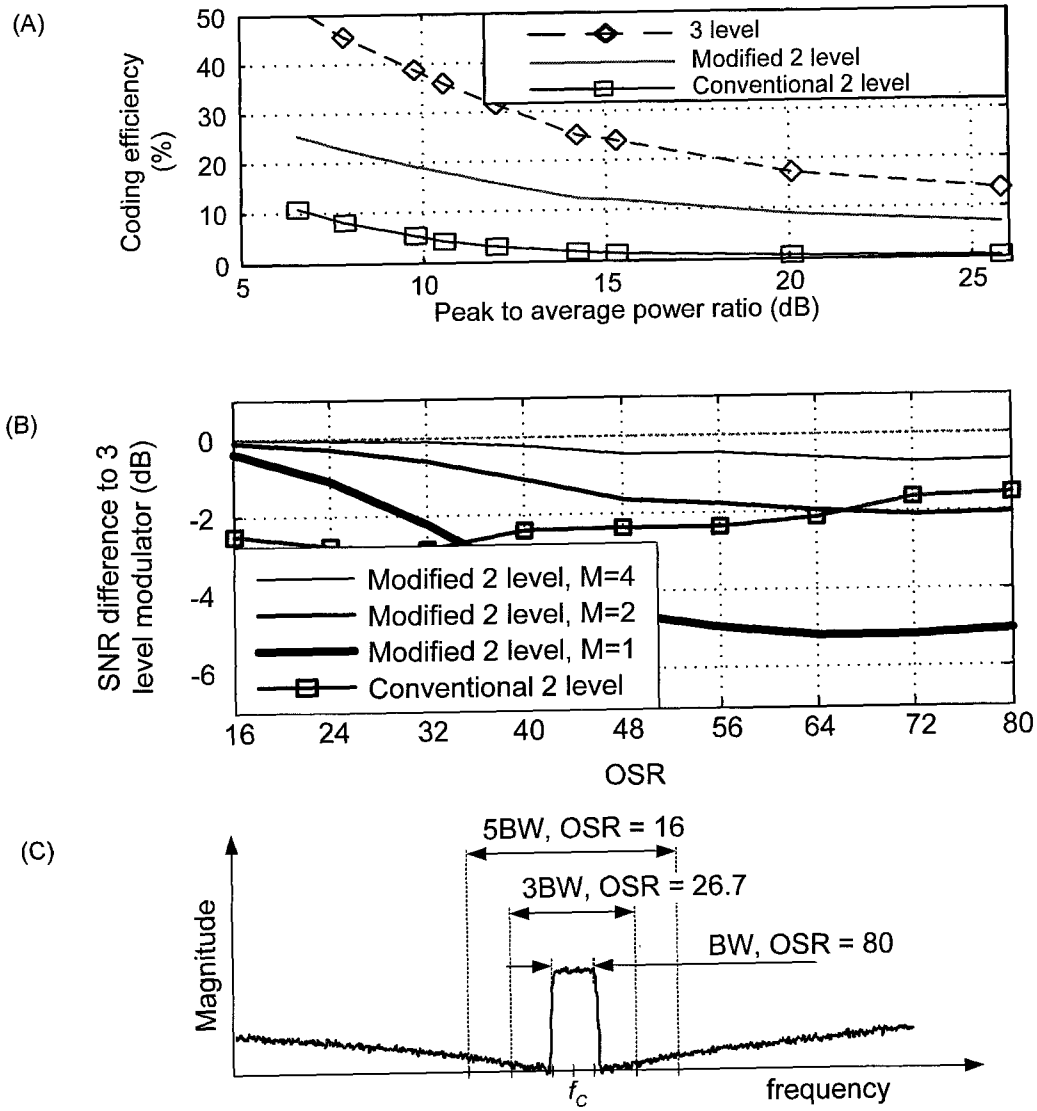 (A)
50
40
30
20
10
0
Coding efficiency
(%)
3 level
Modified 2 level
Conventional 2 level
5
10
15
20
25
Peak to average power ratio (dB)
(B)
0
-2
-4
-6
SNR difference to 3
level modulator (dB)
Modified 2 level, M=4
Modified 2 level, M=2
Modified 2 level, M=1
Conventional 2 level
16
24
32
40
48
56
64
72
80
OSR
(C)
5BW, OSR = 16
3BW, OSR = 26.7
BW, OSR = 80
Magnitude
fC
frequency